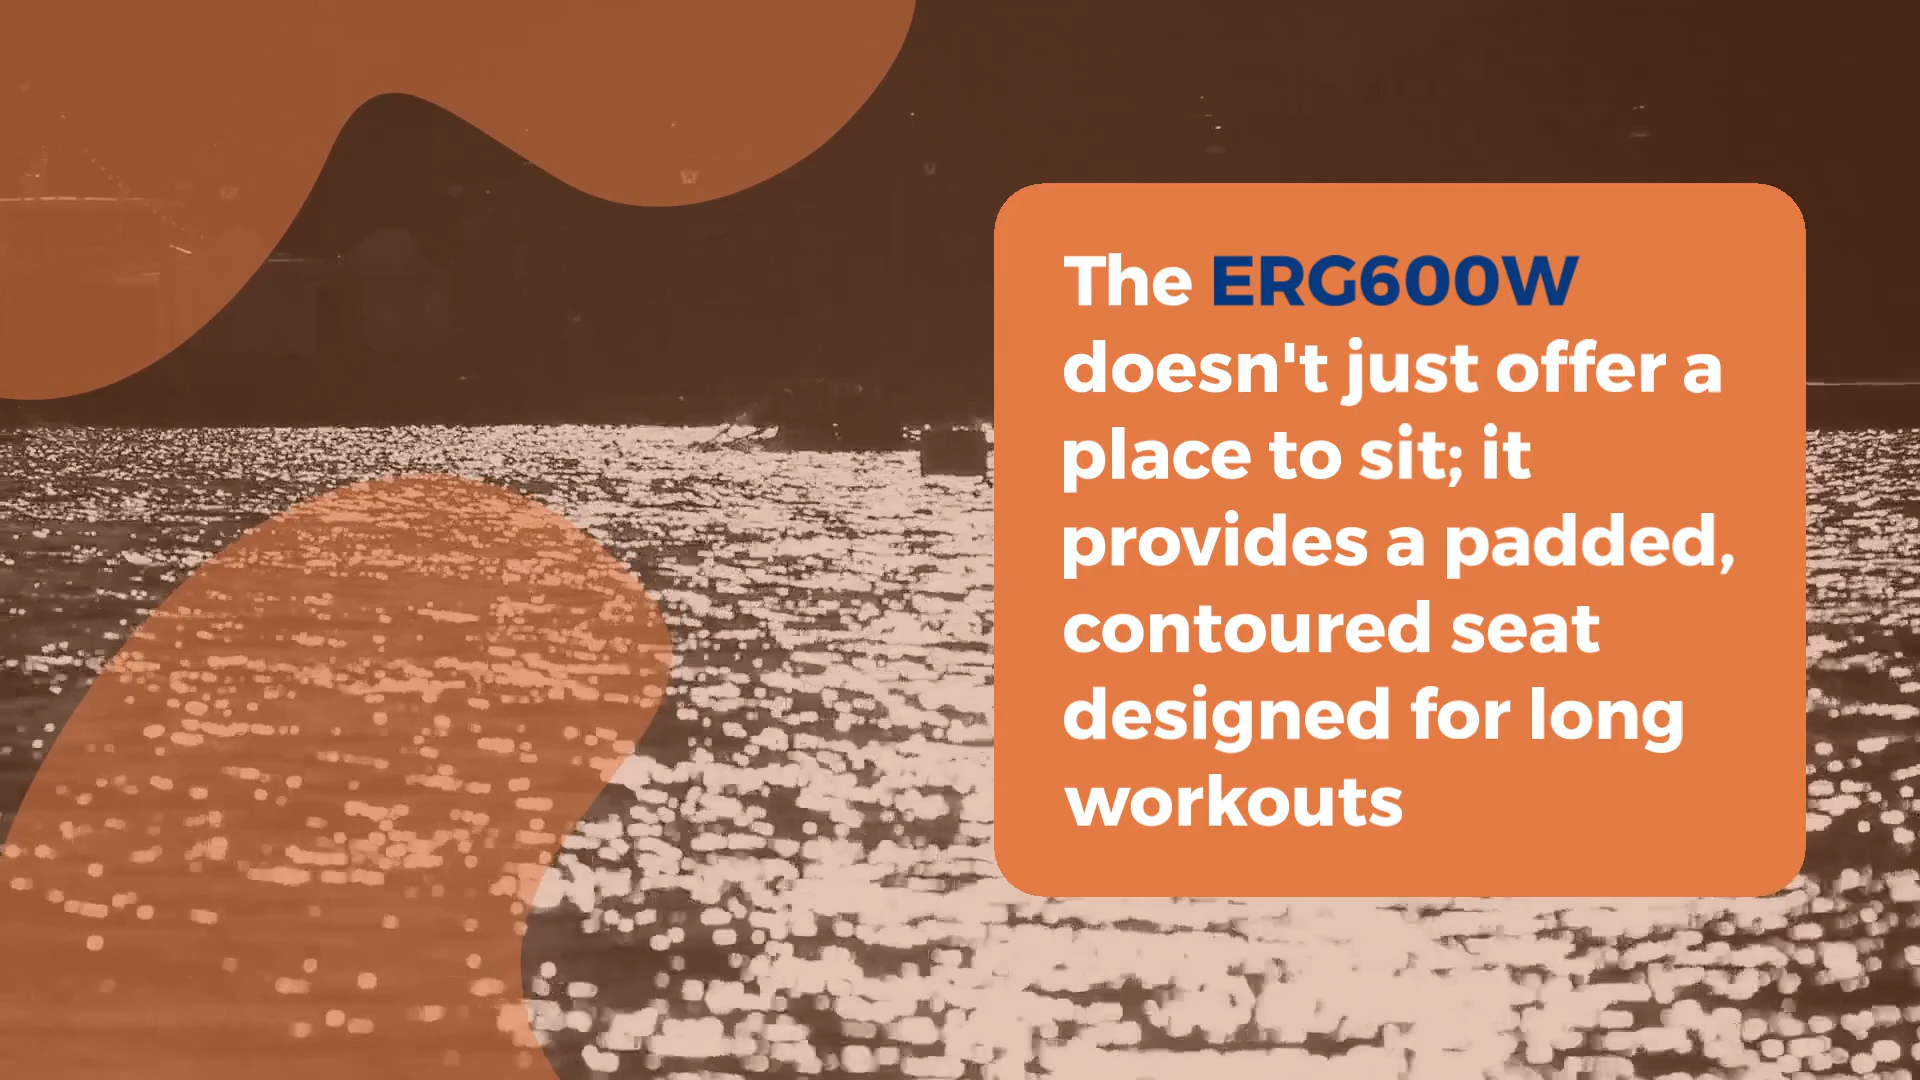 The ERG600W
doesn't just offer a
place to sit; it
provides a padded,
contoured seat
designed for long
workouts